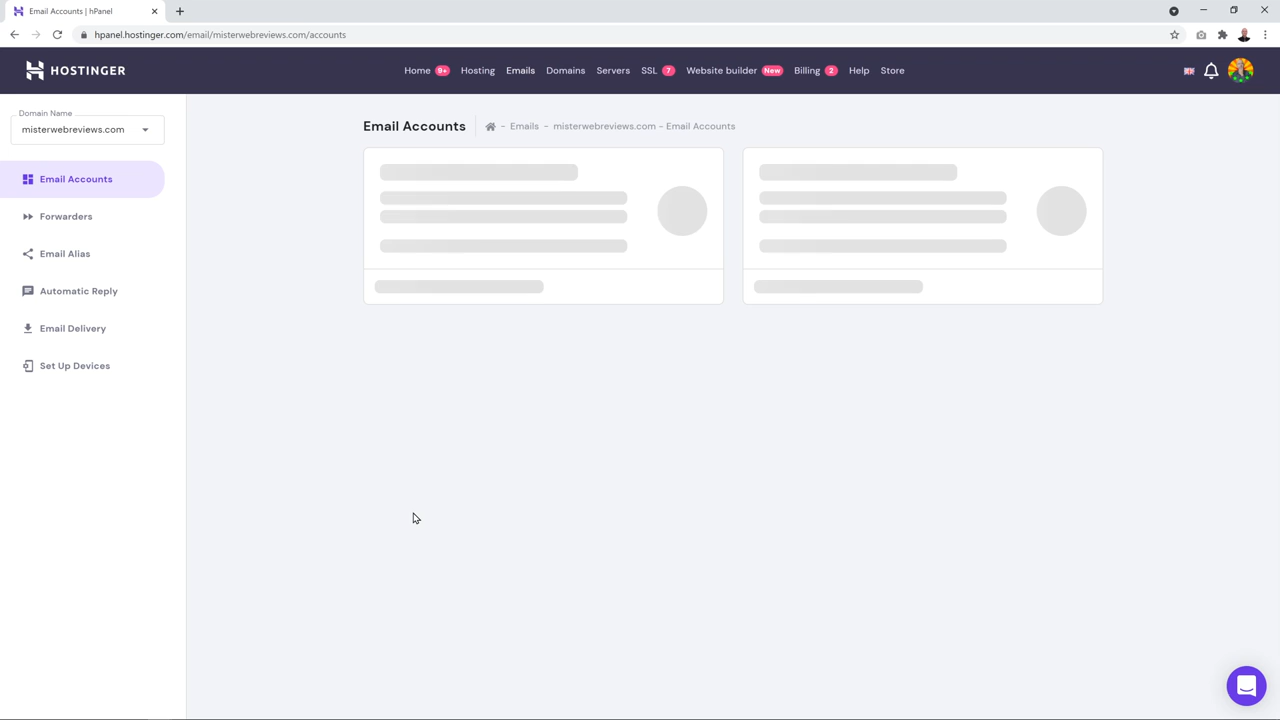 Email Accounts | hPanel
hpanel.hostinger.com/email/misterwebreviews.com/accounts
HOSTINGER
Home 9+ Hosting Emails Domains Servers SSL 7 Website builder New Billing 2 Help Store
Domain Name
misterwebreviews.com
Email Accounts
Forwarders
Email Alias
Automatic Reply
Email Delivery
Set Up Devices
Email Accounts
- Emails - misterwebreviews.com - Email Accounts